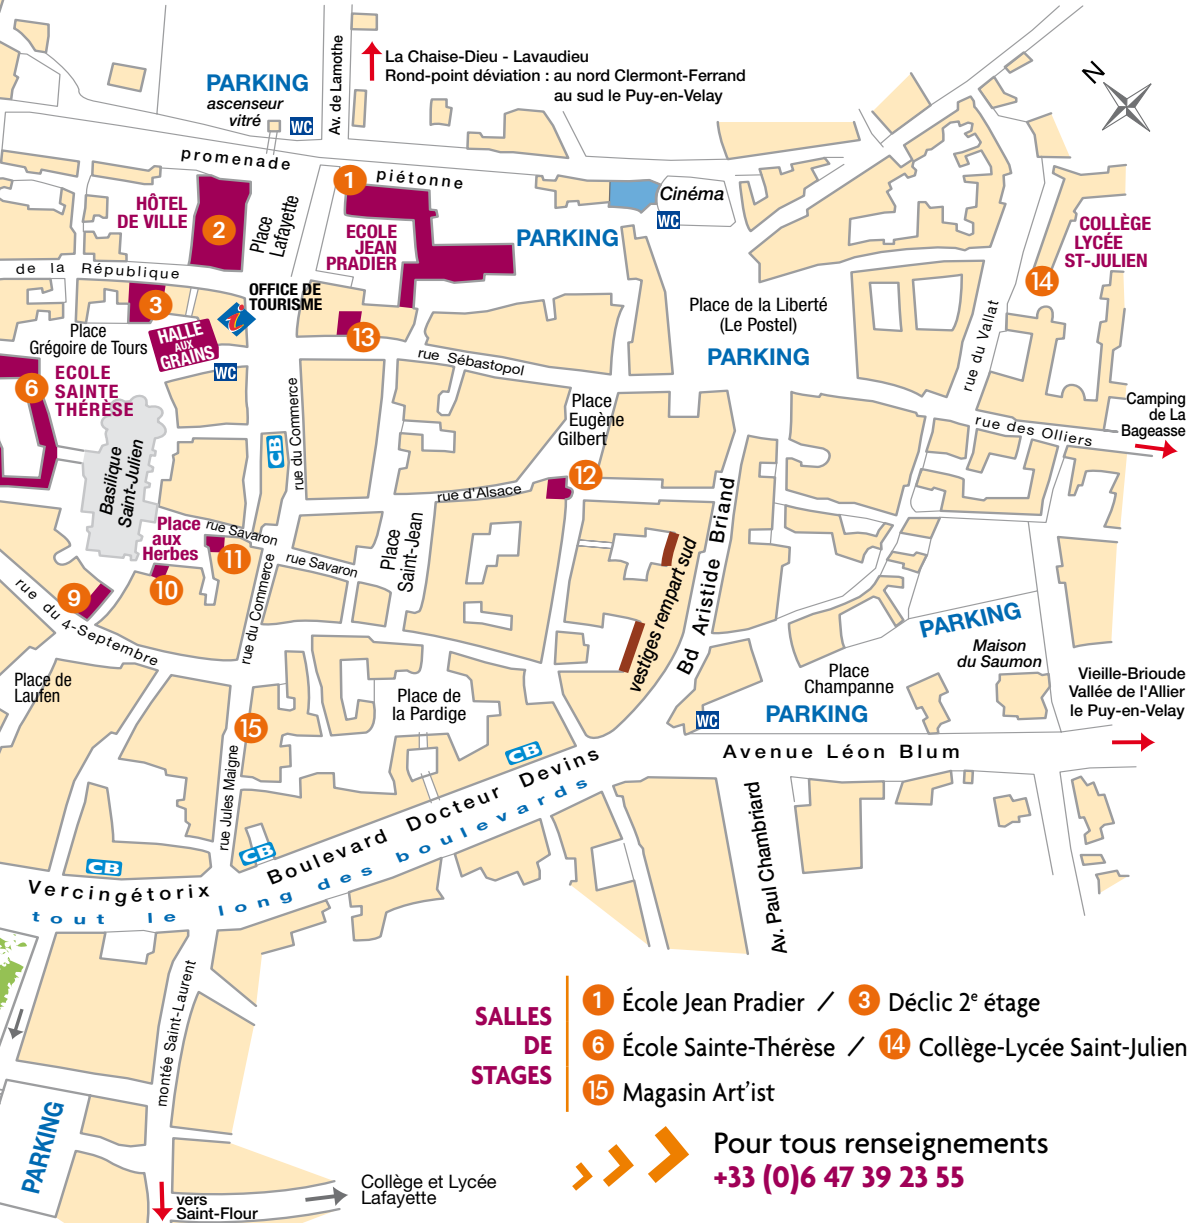 La Chaise-Dieu - Lavaudieu
Rond-point déviation : au nord Clermont-Ferrand
au sud le Puy-en-Velay
Av. de Lamothe
PARKING
ascenseur
vitré
WC
N
promenade piétonne
1
HÔTEL
DE VILLE
2
Place
Lafayette
ECOLE
JEAN
PRADIER
PARKING
Cinéma
WC
COLLÈGE
LYCÉE
ST-JULIEN
14
de la République
OFFICE DE
TOURISME
i
3
Place
Grégoire de Tours
HALLE
AUX
GRAINS
WC
13
Place de la Liberté
(Le Postel)
PARKING
rue du Vallat
rue Sébastopol
6
ECOLE
SAINTE
THÉRÈSE
Basilique
Saint-Julien
rue du Commerce
CB
Place
Eugène
Gilbert
12
rue d'Alsace
Camping
de La
Bageasse
rue des Olliers
Place
aux
Herbes
rue Savaron
11
rue Savaron
10
9
rue du 4-Septembre
rue du Commerce
Place
Saint-Jean
vestiges rempart sud
Bd Aristide Briand
PARKING
Maison
du Saumon
Place
Champanne
PARKING
WC
Vieille-Brioude
Vallée de l'Allier
le Puy-en-Velay
Place de
Laufen
Place de
la Pardige
15
rue Jules Maigne
CB
CB
CB
Avenue Léon Blum
Av. Paul Chambriard
Boulevard Docteur Devins
Vercingétorix
tout le long des boulevards
montée Saint-Laurent
PARKING
vers
Saint-Flour
Collège et Lycée
Lafayette
SALLES
DE
STAGES
1 École Jean Pradier / 3 Déclic 2e étage
6 École Sainte-Thérèse / 14 Collège-Lycée Saint-Julien
15 Magasin Art'ist
Pour tous renseignements
+33 (0)6 47 39 23 55